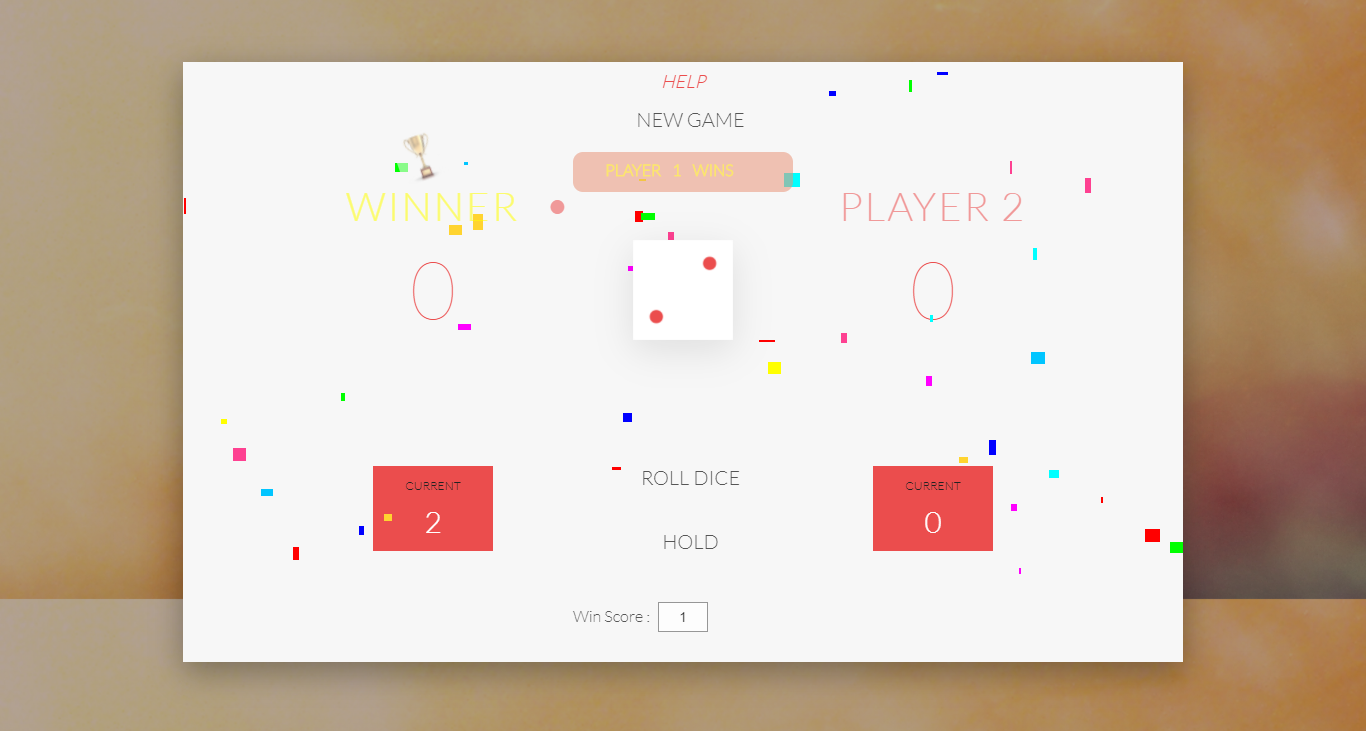 HELP
NEW GAME
PLAYER 1 WINS
WINNER
PLAYER 2
0
0
CURRENT
2
ROLL DICE
HOLD
CURRENT
0
Win Score : 1